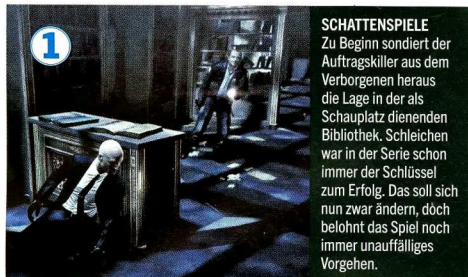 1
SCHATTENSPIELE
Zu Beginn sondiert der
Auftragskiller aus dem
Verborgenen heraus
die Lage in der als
Schauplatz dienenden
Bibliothek. Schleichen
war in der Serie schon
immer der Schlüssel
zum Erfolg. Das soll sich
nun zwar ändern, doch
belohnt das Spiel noch
immer unauffälliges
Vorgehen.